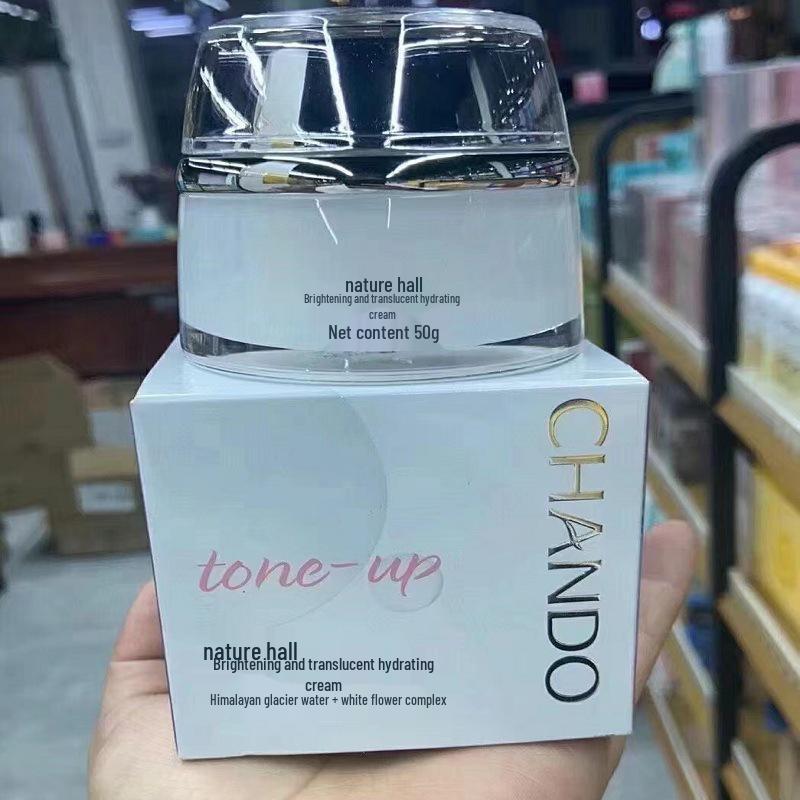 nature hall
Brightening and translucent hydrating
cream
Net content 50g
CHANDO
tone-up
nature hall
Brightening and translucent hydrating
cream
Himalayan glacier water + white flower complex